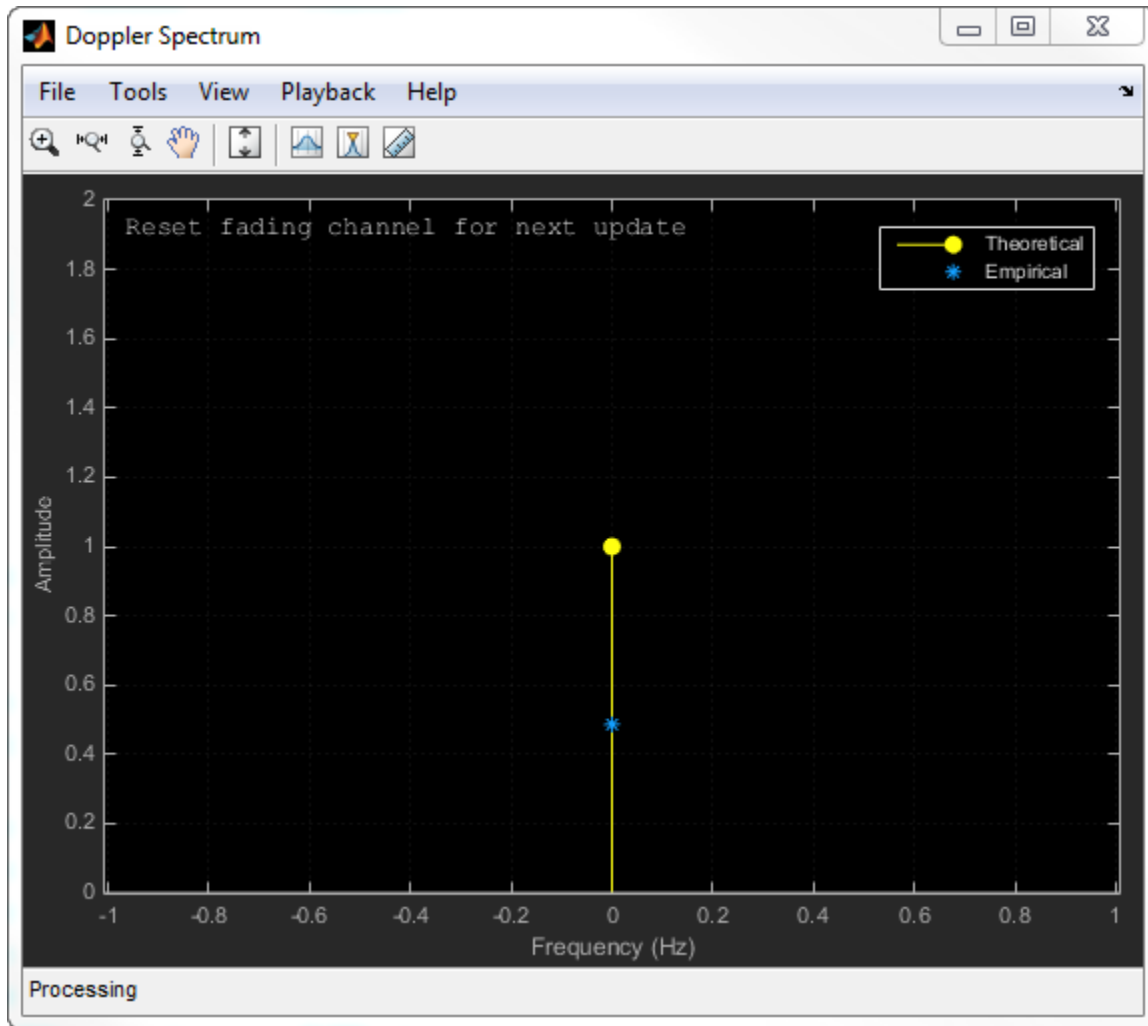 Doppler Spectrum
File Tools View Playback Help
2
Reset fading channel for next update
Theoretical
Empirical
1.8
1.6
1.4
1.2
1
0.8
0.6
0.4
0.2
0
Amplitude
-1 -0.8 -0.6 -0.4 -0.2 0 0.2 0.4 0.6 0.8 1
Frequency (Hz)
Processing